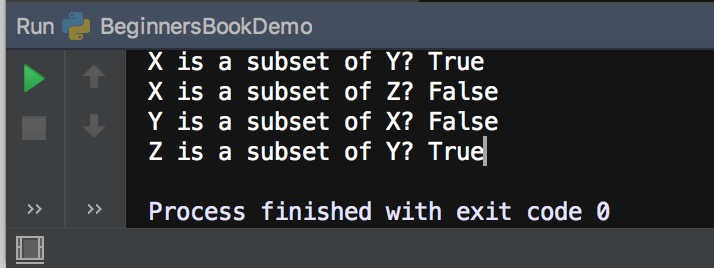 Run BeginnersBookDemo
X is a subset of Y? True
X is a subset of Z? False
Y is a subset of X? False
Z is a subset of Y? True
Process finished with exit code 0